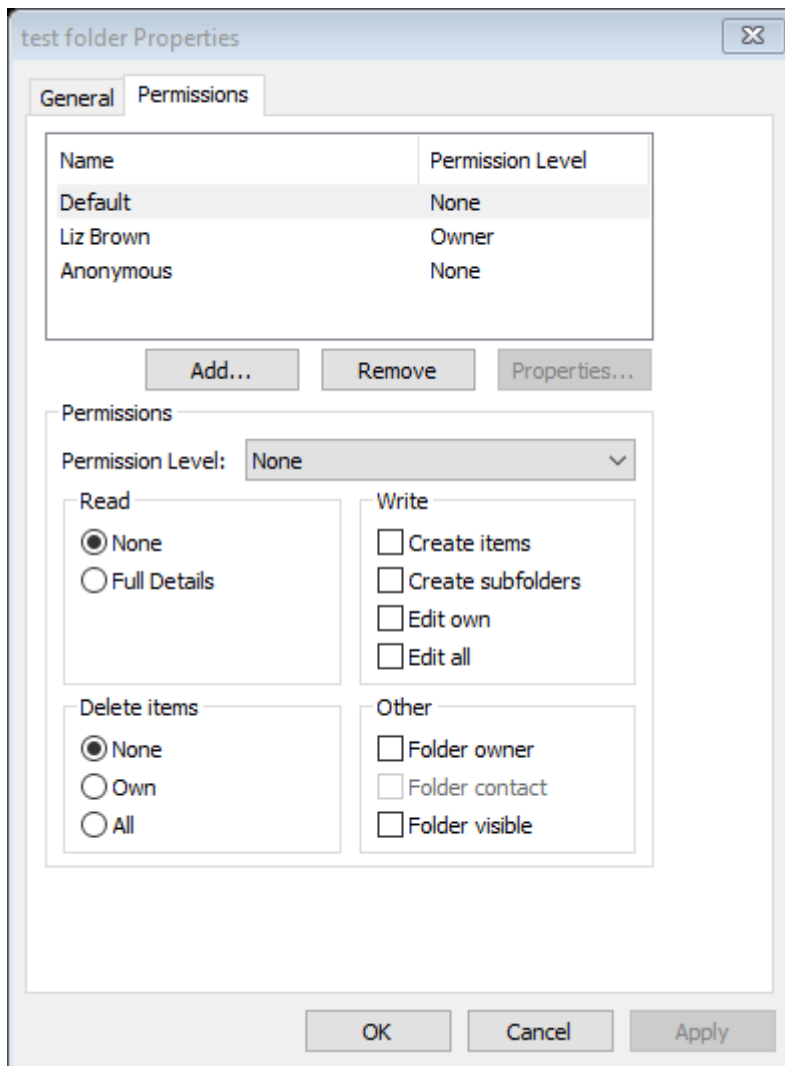 test folder Properties
General Permissions
Name Permission Level
Default None
Liz Brown Owner
Anonymous None
Add... Remove Properties...
Permissions
Permission Level: None
Read Write
None Create items
Full Details Create subfolders
Edit own
Edit all
Delete items Other
None Folder owner
Own Folder contact
All Folder visible
OK Cancel Apply